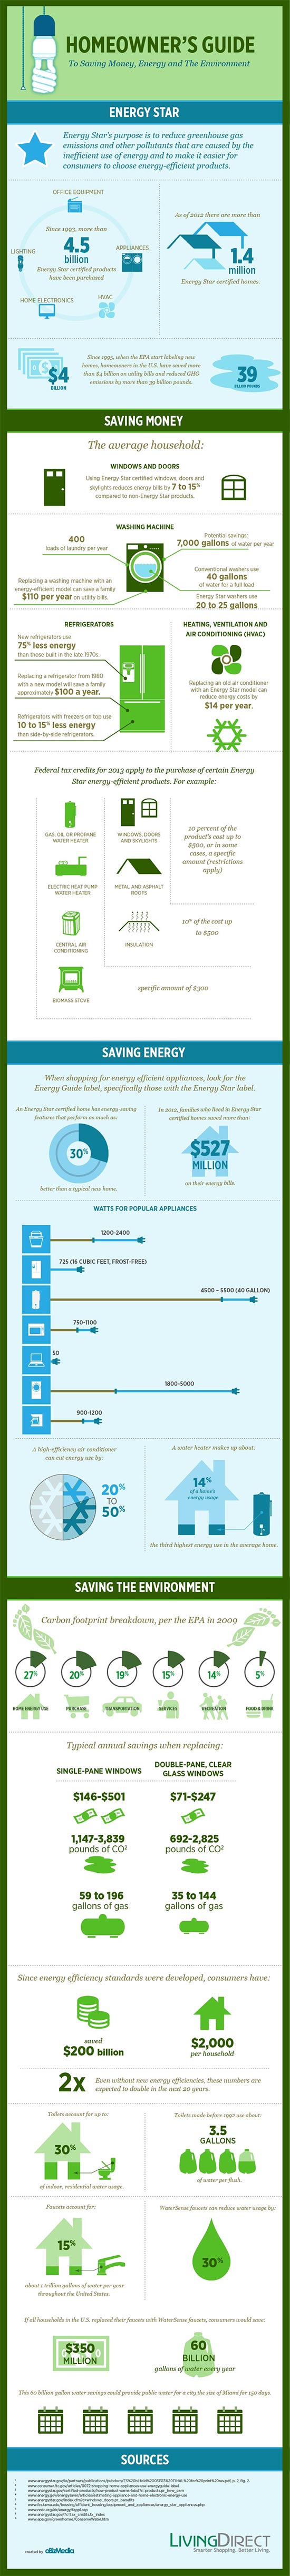 HOMEOWNER'S GUIDE
To Saving Money, Energy and The Environment
ENERGY STAR
Energy Star's purpose is to reduce greenhouse gas
emissions and other pollutants that are caused by the
inefficient use of energy and to make it easier for
consumers to choose energy-efficient products.
OFFICE EQUIPMENT
Since 1993, more than
4.5
billion
Energy Star certified products
have been purchased
LIGHTING
APPLIANCES
HOME ELECTRONICS
HVAC
As of 2012 there are more than
1.4
million
Energy Star certified homes.
$4
BILLION
Since 1995, when the EPA start labeling new
homes, homeowners in the U.S. have saved more
than $4 billion on utility bills and reduced GHG
emissions by more than 39 billion pounds.
39
BILLION POUNDS
SAVING MONEY
The average household:
WINDOWS AND DOORS
Using Energy Star certified windows, doors and
skylights reduces energy bills by 7 to 15%
compared to non-Energy Star products.
WASHING MACHINE
400
loads of laundry per year
Replacing a washing machine with an
energy-efficient model can save a family
$110 per year on utility bills.
Potential savings:
7,000 gallons of water per year
Conventional washers use
40 gallons
of water for a full load
Energy Star washers use
20 to 25 gallons
REFRIGERATORS
New refrigerators use
75% less energy
than those built in the late 1970s.
Replacing a refrigerator from 1980
with a new model will save a family
approximately $100 a year.
Refrigerators with freezers on top use
10 to 15% less energy
than side-by-side refrigerators.
HEATING, VENTILATION AND
AIR CONDITIONING (HVAC)
Replacing an old air conditioner
with an Energy Star model can
reduce energy costs by
$14 per year.
Federal tax credits for 2013 apply to the purchase of certain Energy
Star energy-efficient products. For example:
GAS, OIL OR PROPANE
WATER HEATER
WINDOWS, DOORS
AND SKYLIGHTS
10 percent of the
product's cost up to
$500, or in some
cases, a specific
amount (restrictions
apply)
ELECTRIC HEAT PUMP
WATER HEATER
METAL AND ASPHALT
ROOFS
CENTRAL AIR
CONDITIONING
INSULATION
10% of the cost up
to $500
BIOMASS STOVE
specific amount of $300
SAVING ENERGY
When shopping for energy efficient appliances, look for the
Energy Guide label, specifically those with the Energy Star label.
An Energy Star certified home has energy-saving
features that perform as much as:
30%
better than a typical new home.
In 2012, families who lived in Energy Star
certified homes saved more than:
$527
MILLION
on their energy bills.
WATTS FOR POPULAR APPLIANCES
1200-2400
725 (16 CUBIC FEET, FROST-FREE)
4500 – 5500 (40 GALLON)
750-1100
50
1800-5000
900-1200
A high-efficiency air conditioner
can cut energy use by:
20%
TO
50%
A water heater makes up about:
14%
of a home's
energy usage
the third highest energy use in the average home.
SAVING THE ENVIRONMENT
Carbon footprint breakdown, per the EPA in 2009
27%
20%
19%
15%
14%
5%
HOME ENERGY USE
PURCHASE
TRANSPORTATION
SERVICES
RECREATION
FOOD & DRINK
Typical annual savings when replacing:
SINGLE-PANE WINDOWS
DOUBLE-PANE, CLEAR
GLASS WINDOWS
$146-$501
$71-$247
1,147-3,839
pounds of CO²
692-2,825
pounds of CO²
59 to 196
gallons of gas
35 to 144
gallons of gas
Since energy efficiency standards were developed, consumers have:
saved
$200 billion
$2,000
per household
2x
Even without new energy efficiencies, these numbers are
expected to double in the next 20 years.
Toilets account for up to:
30%
of indoor, residential water usage.
Toilets made before 1992 use about:
3.5
GALLONS
of water per flush.
Faucets account for:
15%
about 1 trillion gallons of water per year
throughout the United States.
WaterSense faucets can reduce water usage by:
30%
If all households in the U.S. replaced their faucets with WaterSense faucets, consumers would save:
$350
MILLION
60
BILLION
gallons of water every year
This 60 billion gallon water savings could provide public water for a city the size of Miami for 150 days.
SOURCES
created by oBizMedia
LIVINGDIRECT
Smarter Shopping. Better Living.